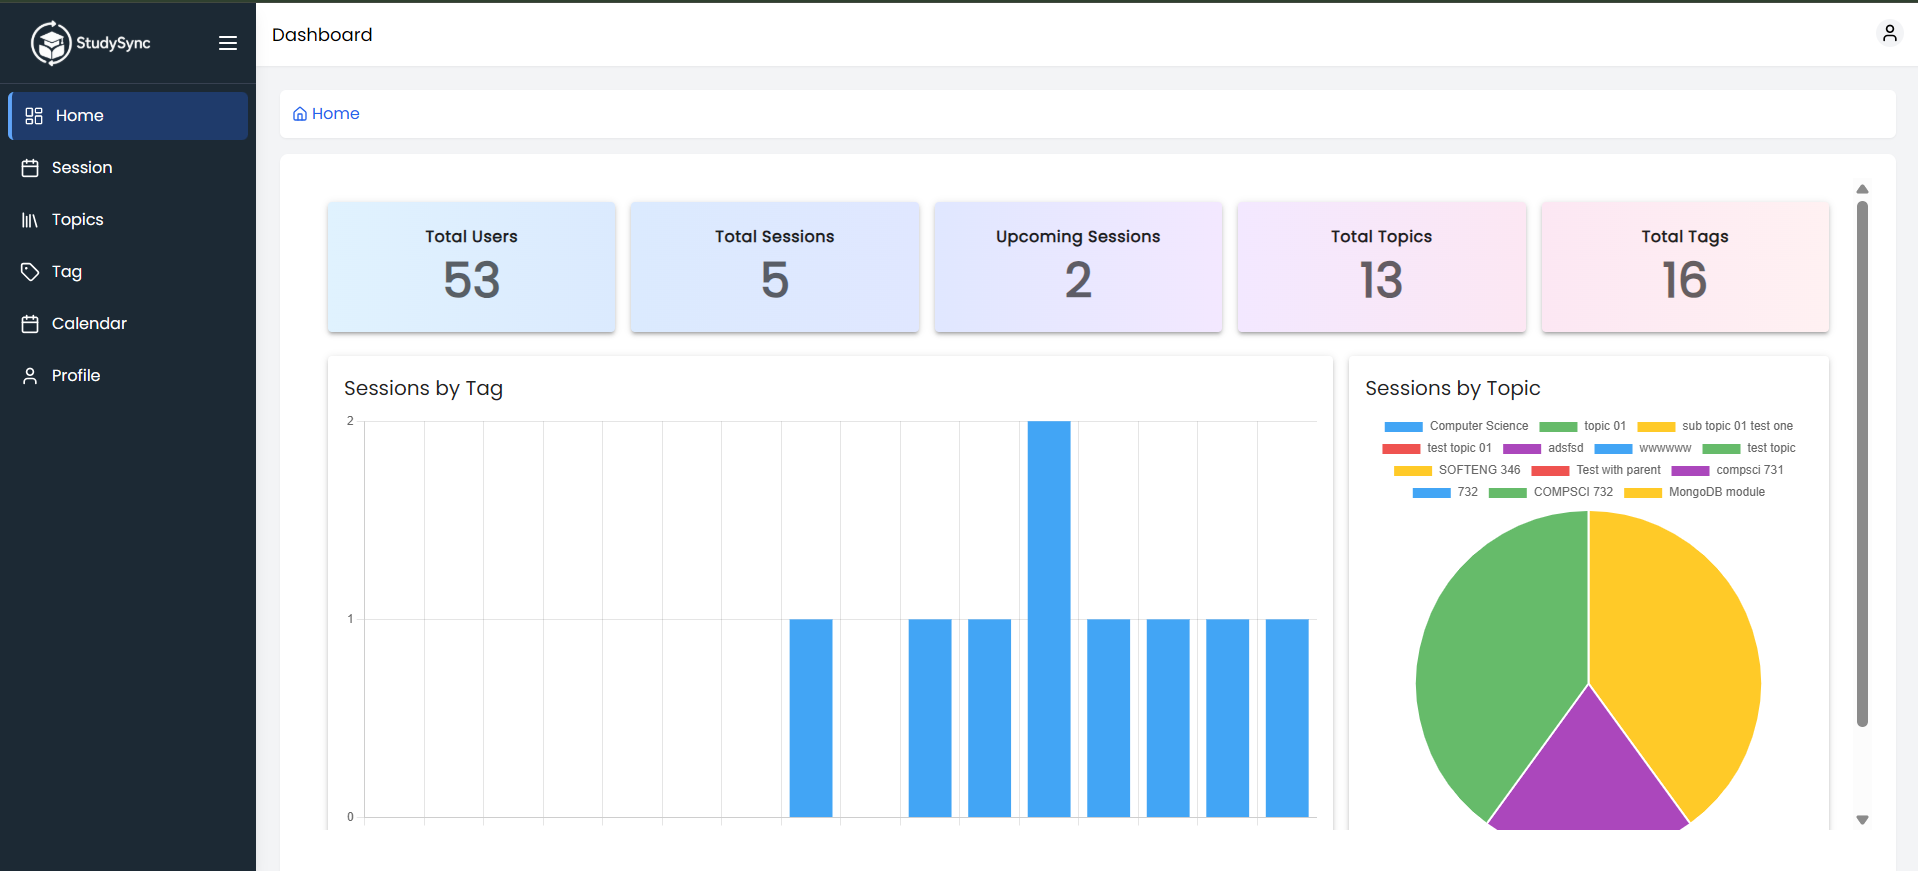 StudySync
Dashboard
Home
Session
Topics
Tag
Calendar
Profile
Home
Total Users
53
Total Sessions
5
Upcoming Sessions
2
Total Topics
13
Total Tags
16
Sessions by Tag
2
1
0
Sessions by Topic
Computer Science topic 01 sub topic 01 test one
test topic 01 adsfsd wwwwww test topic
SOFTENG 346 Test with parent compsci 731
732 COMPSCI 732 MongoDB module